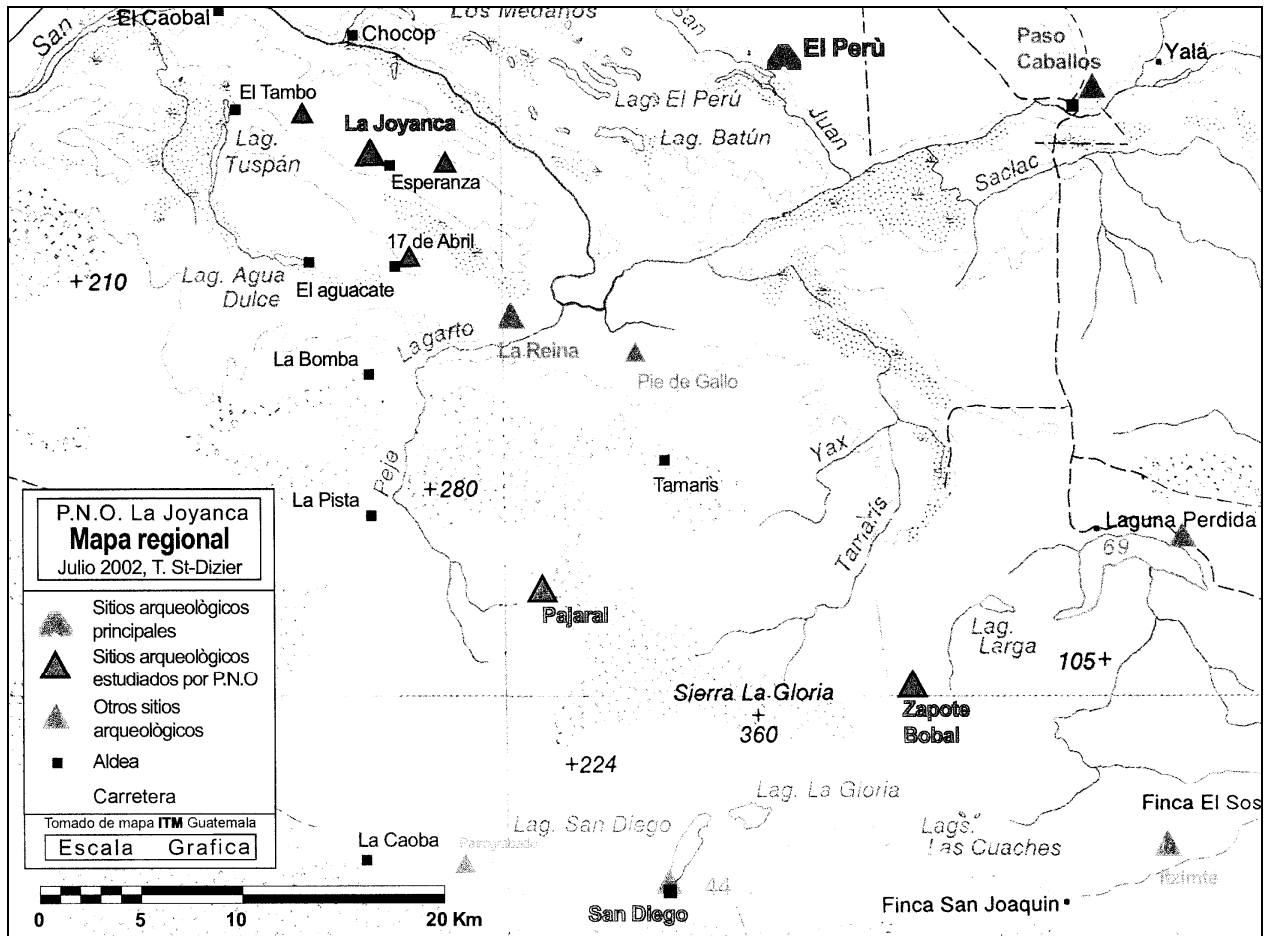 San
El Caobal
Chocop
Los Medanos
San
El Perù
Paso
Caballos
Yalá
El Tambo
Lag. El Perú
La Joyanca
Lag. Batún
Juan
Lag.
Tuspán
Esperanza
Saclac
17 de Abril
+210
Lag. Agua
Dulce
El aguacate
Lagarto
La Reina
La Bomba
Pie de Gallo
Yax
Peje
+280
Tamaris
La Pista
Tamàris
Laguna Perdida
69
P.N.O. La Joyanca
Mapa regional
Julio 2002, T. St-Dizier
Sitios arqueològicos
principales
Sitios arqueològicos
estudiados por P.N.O
Otros sitios
arqueològicos
Aldea
Carretera
Tomado de mapa ITM Guatemala
Escala Grafica
0 5 10 20 Km
Pajaral
Lag.
Larga
105+
Sierra La Gloria
+
360
Zapote
Bobal
+224
Lag. La Gloria
Finca El Sos
Lag. San Diego
Lags.
Las Cuaches
La Caoba
Petrograbado
Itzimte
44
San Diego
Finca San Joaquin